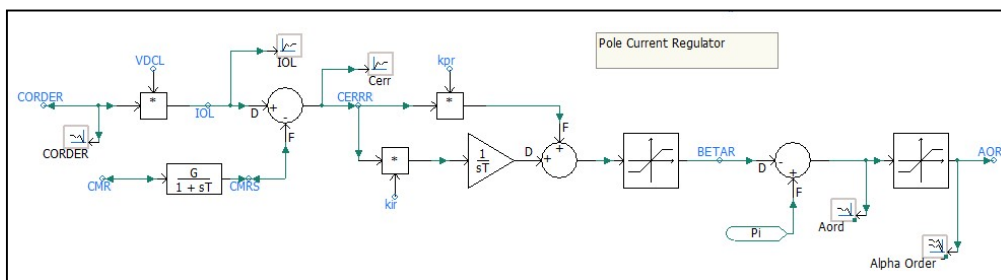 Pole Current Regulator
VDCL
IOL
Cerr
kpr
CORDER
*
IOL
D
+
-
F
CERRR
*
F
+
+
D
CORDER
CMR
G
1 + sT
CMRS
*
kir
1
sT
BETAR
D
-
+
F
Pi
Aord
AOR
Alpha Order